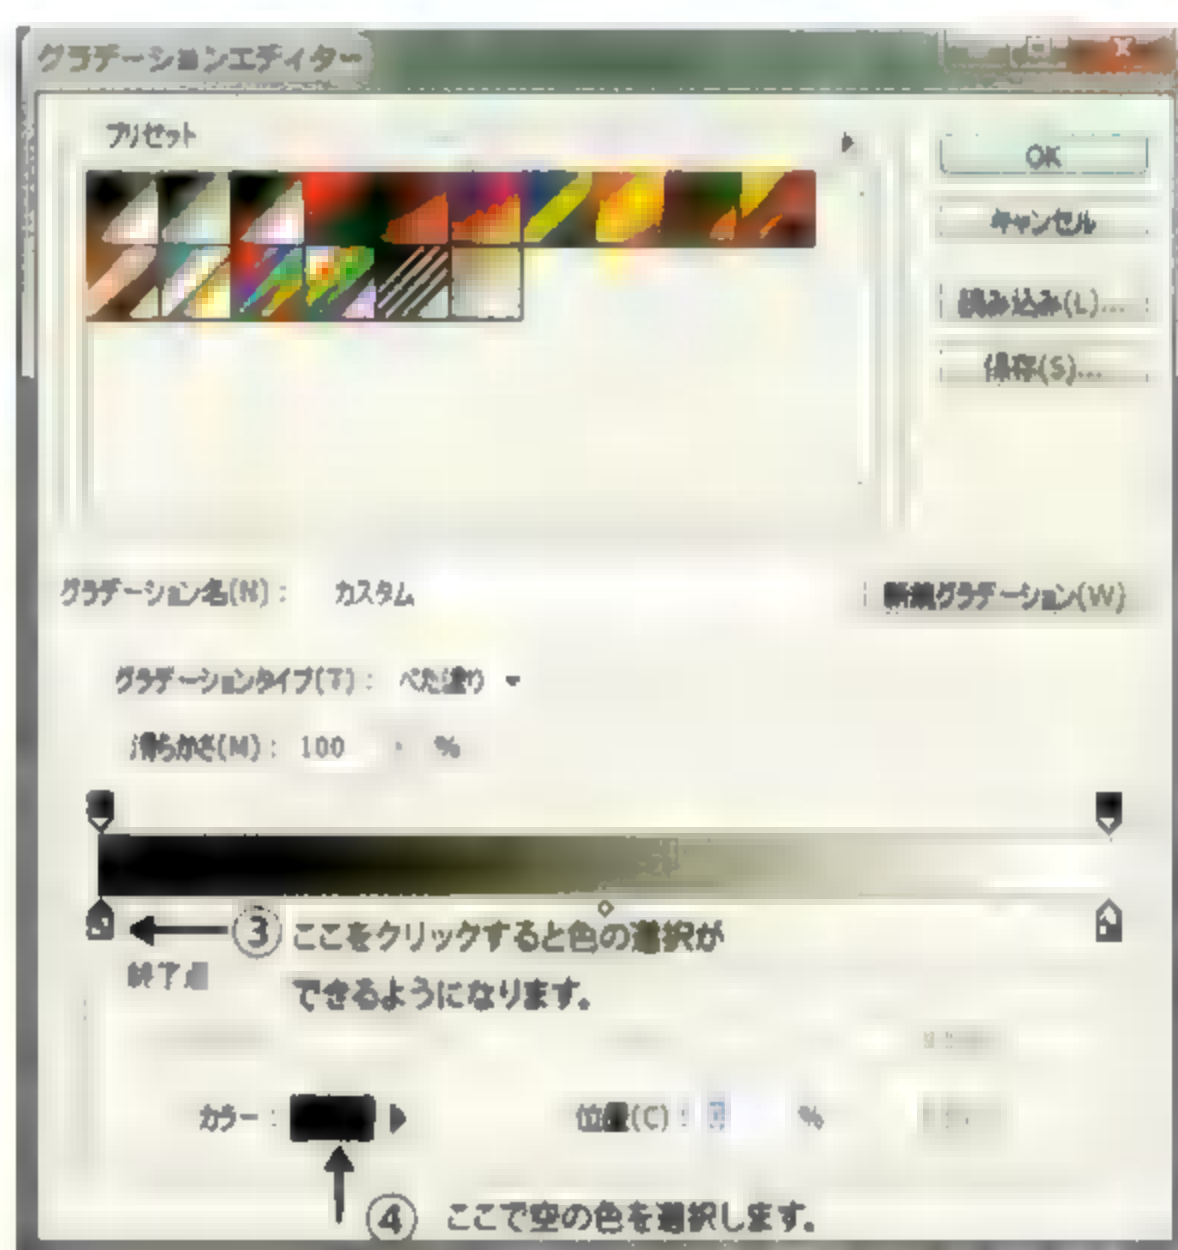 グラデーションエディター
プリセット
OK
キャンセル
読み込み(L)...
保存(S)...
グラデーション名(N): カスタム
新規グラデーション(W)
グラデーションタイプ(T): べた塗り
滑らかさ(M): 100 %
③ ここをクリックすると色の選択が
できるようになります。
終了点
カラー: 位置(C): %
④ ここで空の色を選択します。